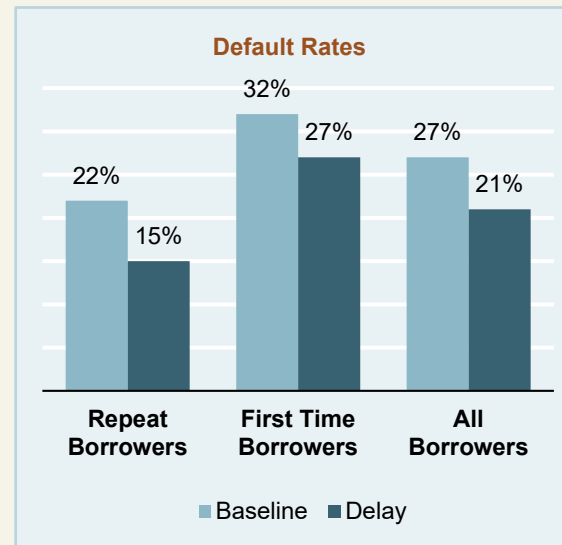 Default Rates
32%
27%
27%
22%
21%
15%
Repeat
Borrowers
First Time
Borrowers
All
Borrowers
Baseline
Delay